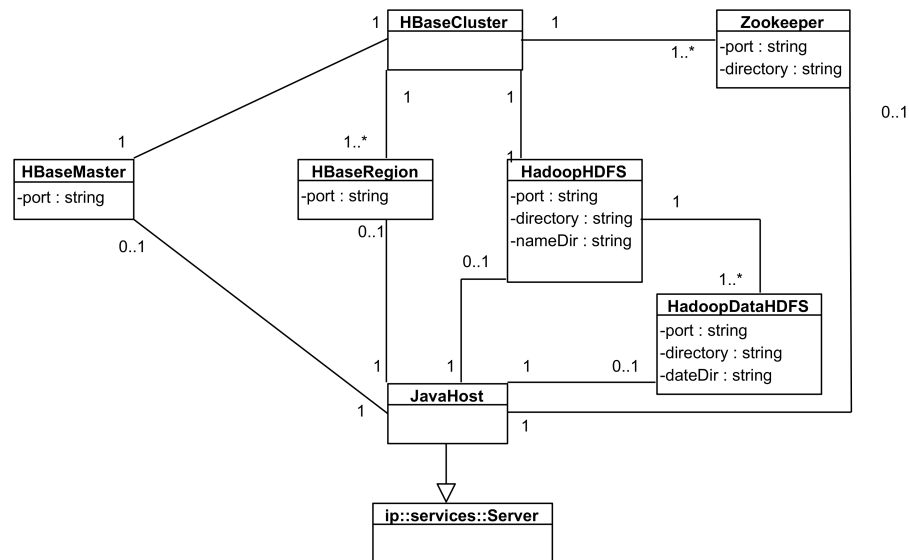 1
HBaseCluster
1
Zookeeper
-port : string
-directory : string
1..*
1
1
0..1
1
1..*
1
HBaseMaster
-port : string
HBaseRegion
-port : string
HadoopHDFS
-port : string
-directory : string
-nameDir : string
1
0..1
0..1
0..1
1..*
HadoopDataHDFS
-port : string
-directory : string
-dateDir : string
1
1
1
0..1
JavaHost
1
1
ip::services::Server